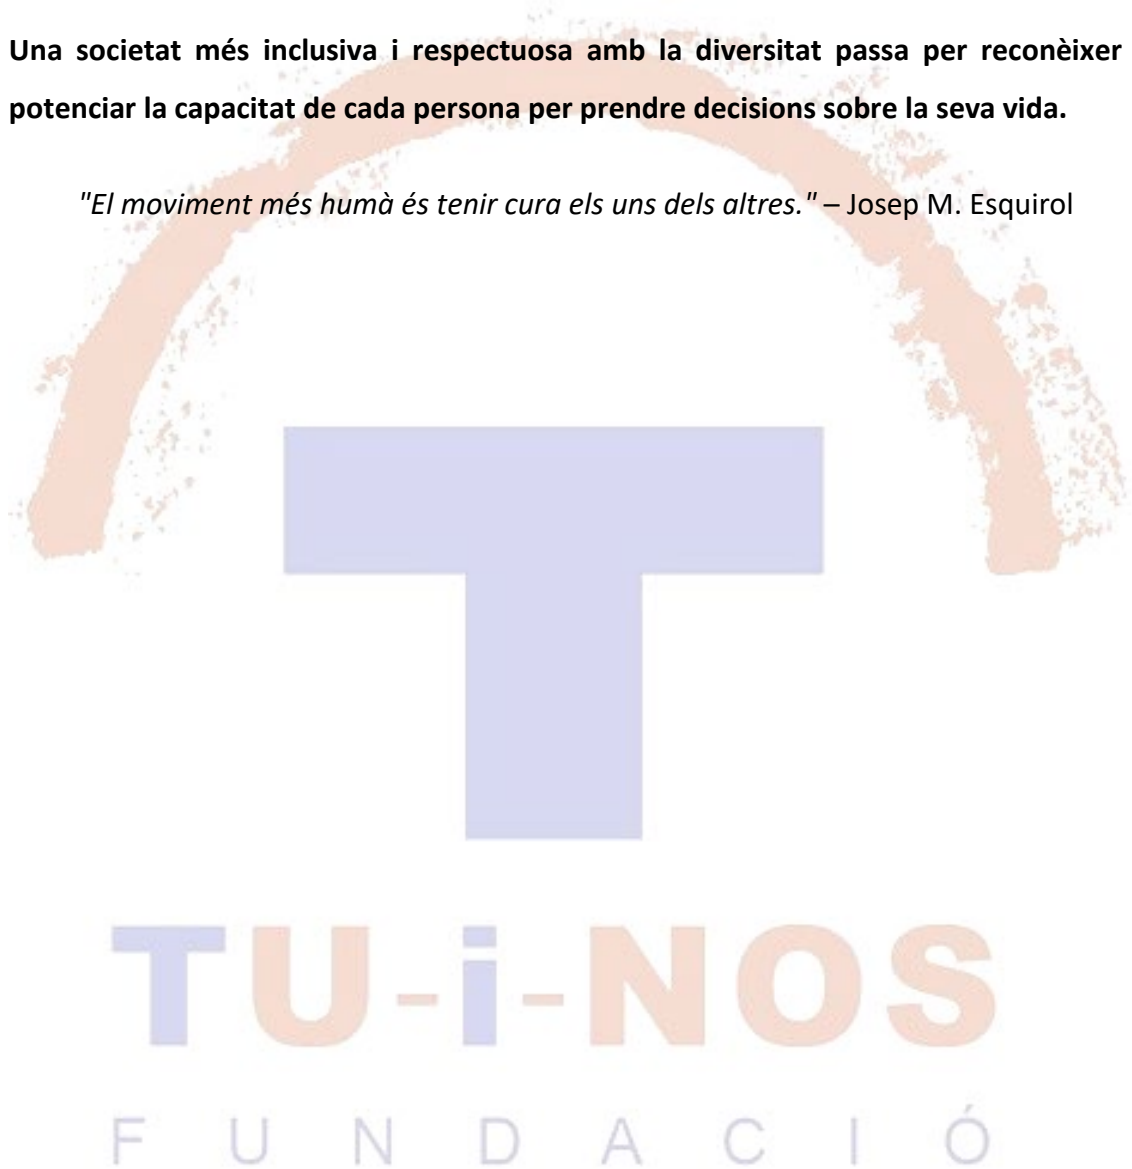 Una societat més inclusiva i respectuosa amb la diversitat passa per reconèixer
potenciar la capacitat de cada persona per prendre decisions sobre la seva vida.
"El moviment més humà és tenir cura els uns dels altres." – Josep M. Esquirol
T
TU-i-NOS
FUNDACIÓ